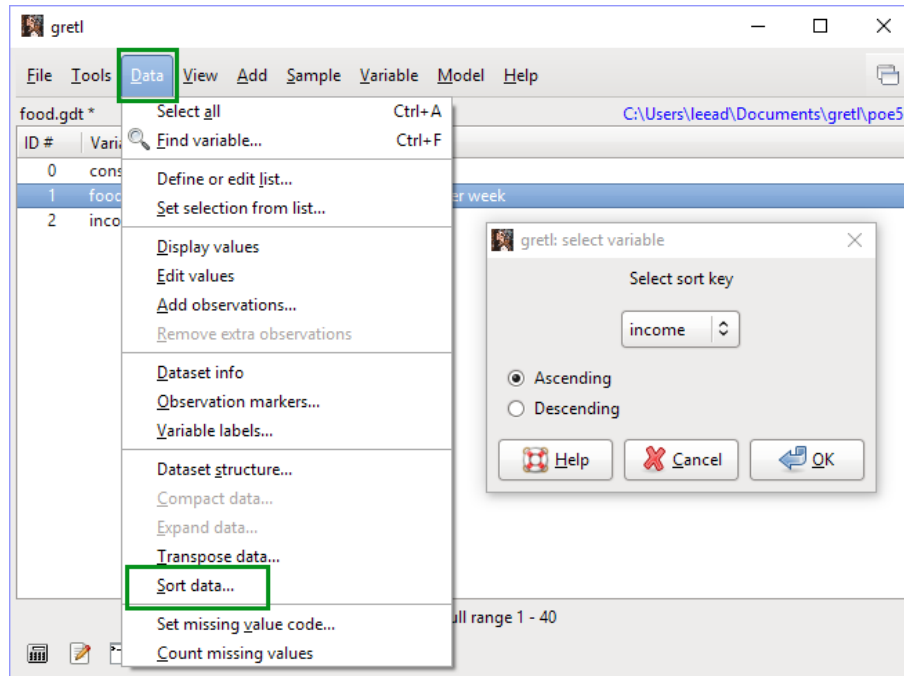 gretl
File Tools Data View Add Sample Variable Model Help
food.gdt *
C:\Users\leead\Documents\gretl\poe5
ID #
0
1 er week
2
Select all Ctrl+A
Find variable... Ctrl+F
Define or edit list...
Set selection from list...
Display values
Edit values
Add observations...
Remove extra observations
Dataset info
Observation markers...
Variable labels...
Dataset structure...
Compact data...
Expand data...
Transpose data...
Sort data...
Set missing value code...
Count missing values
gretl: select variable
Select sort key
income
Ascending
Descending
Help Cancel OK
ull range 1 - 40